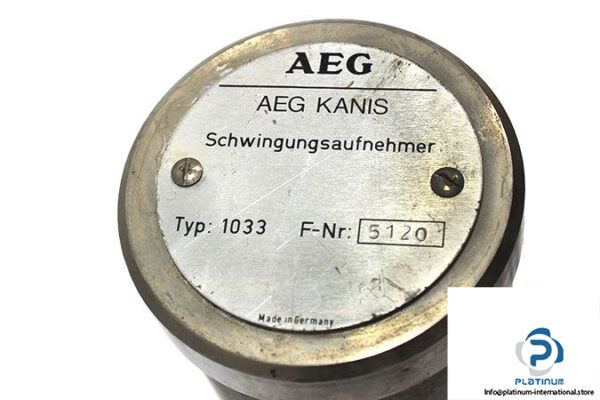 AEG
AEG KANIS
Schwingungsaufnehmer
Typ: 1033 F-Nr: 5120
Made in Germany
PLATINUM
Info@platinum-international.store